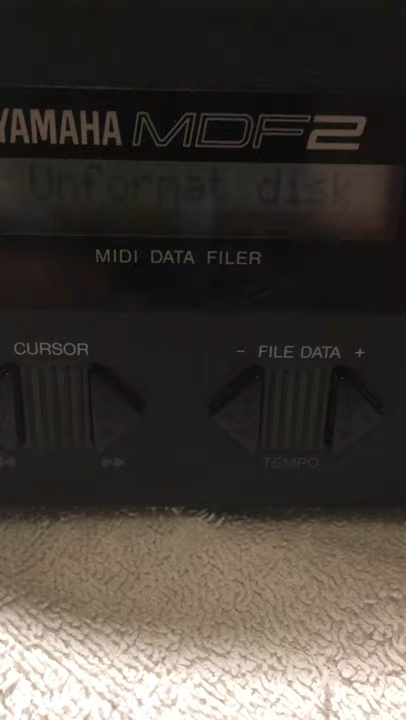 YAMAHA MDF2
Unformat disk
MIDI DATA FILER
CURSOR
- FILE DATA +
TEMPO